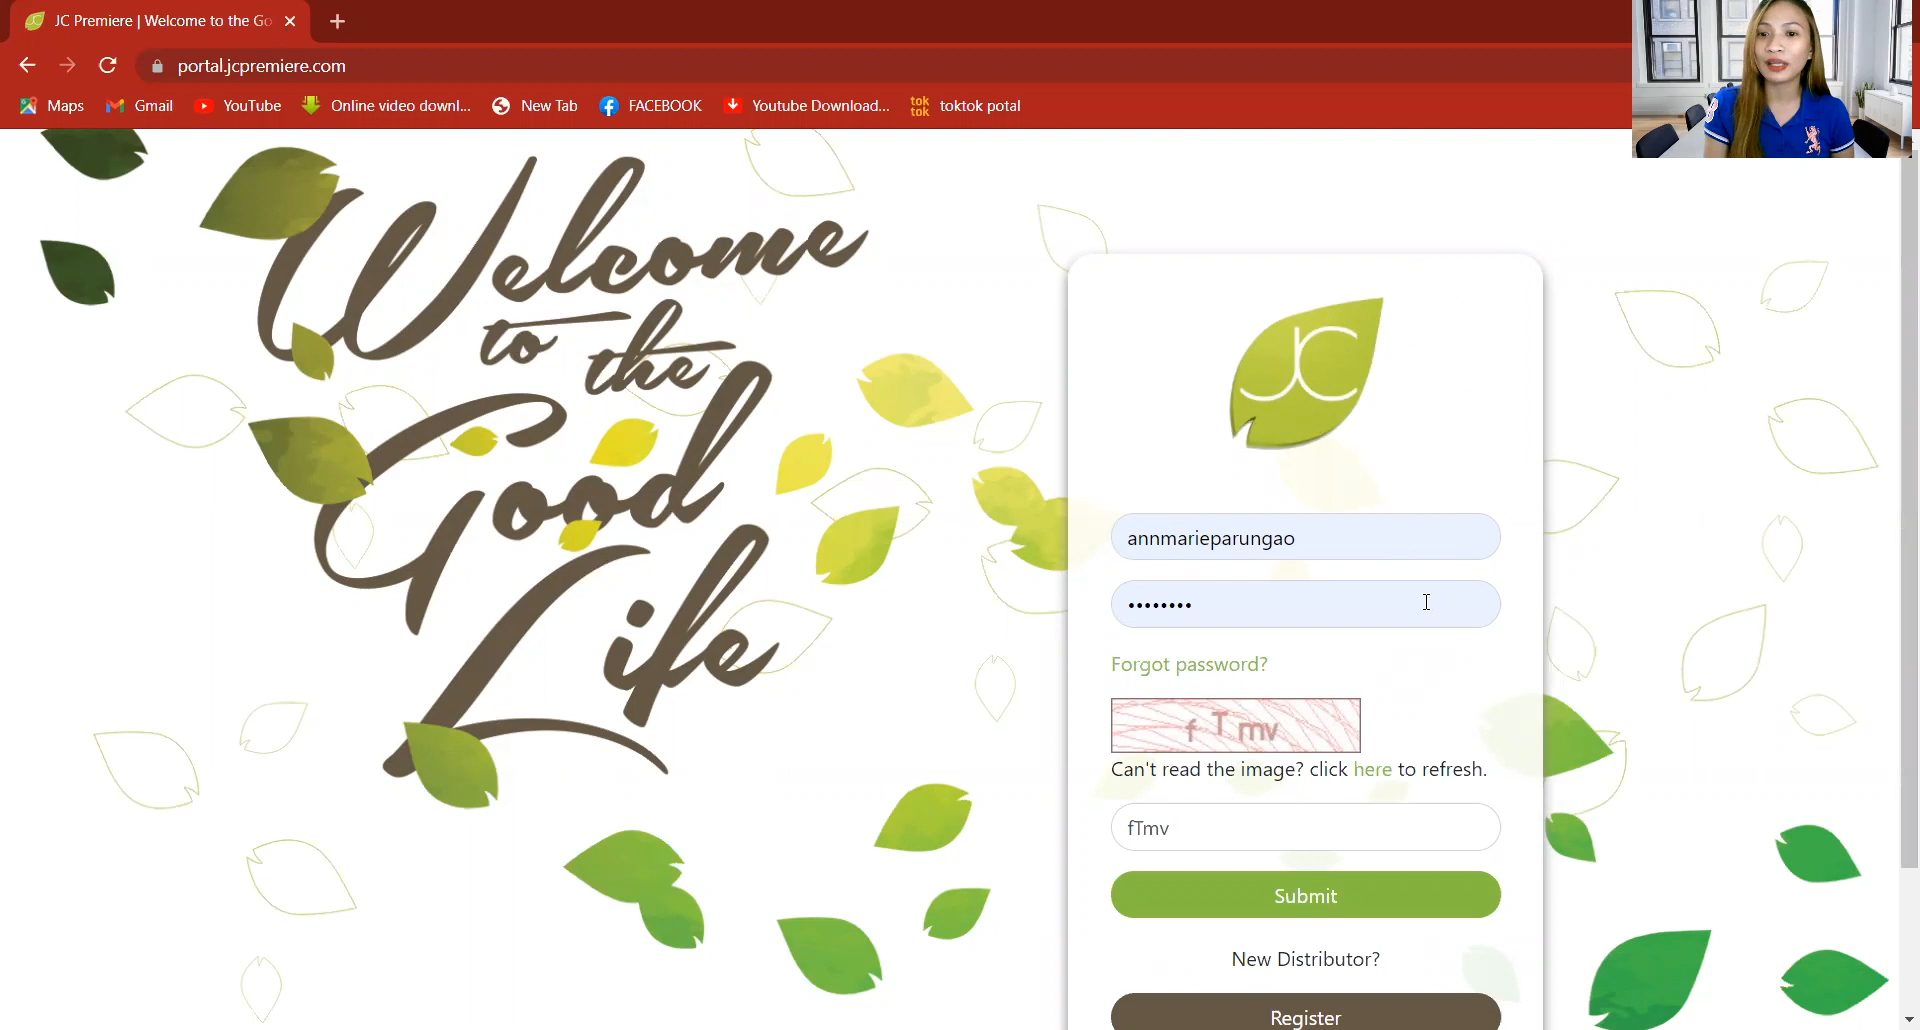 JC Premiere | Welcome to the Go
portal.jcpremiere.com
Maps
Gmail
YouTube
Online video downl...
New Tab
FACEBOOK
Youtube Download...
tok tok
toktok potal
Welcome
to the
Good
Life
JC
annmarieparungao
••••••••
Forgot password?
f T mv
Can't read the image? click here to refresh.
fTmv
Submit
New Distributor?
Register